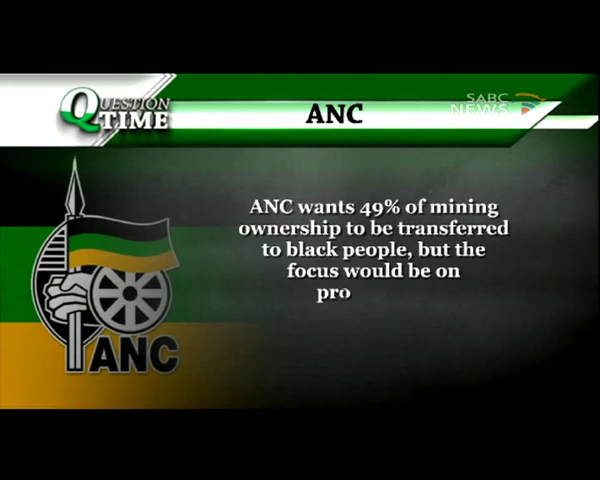 QUESTION
TIME
ANC
SABC
NEWS
ANC wants 49% of mining
ownership to be transferred
to black people, but the
focus would be on
pro
ANC